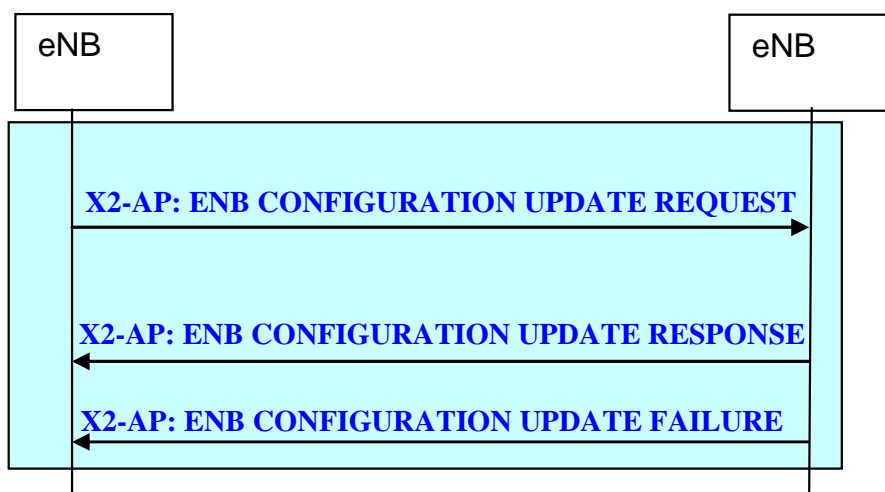 eNB
eNB
X2-AP: ENB CONFIGURATION UPDATE REQUEST
X2-AP: ENB CONFIGURATION UPDATE RESPONSE
X2-AP: ENB CONFIGURATION UPDATE FAILURE